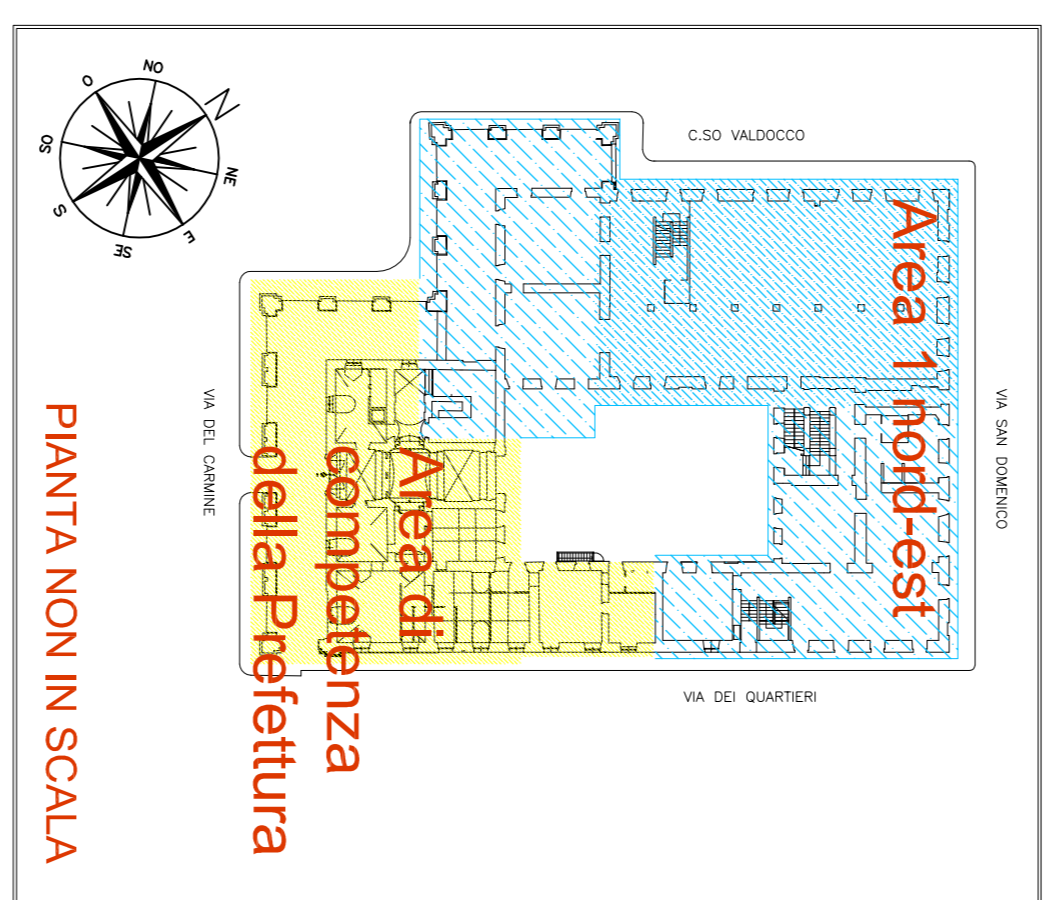 NO
N
O
NE
OS
E
S
SE
C.SO VALDOCCO
VIA SAN DOMENICO
VIA DEL CARMINE
VIA DEI QUARTIERI
Area 1 nord-est
Area di
competenza
della Prefettura
PIANTA NON IN SCALA